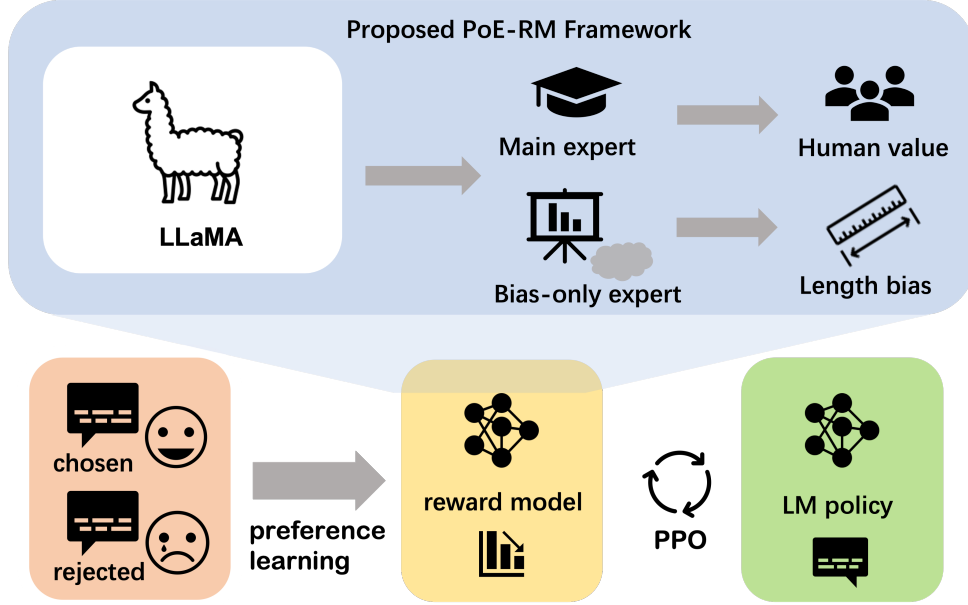 Proposed PoE-RM Framework
LLaMA
Main expert
Human value
Bias-only expert
Length bias
chosen
rejected
preference
learning
reward model
PPO
LM policy